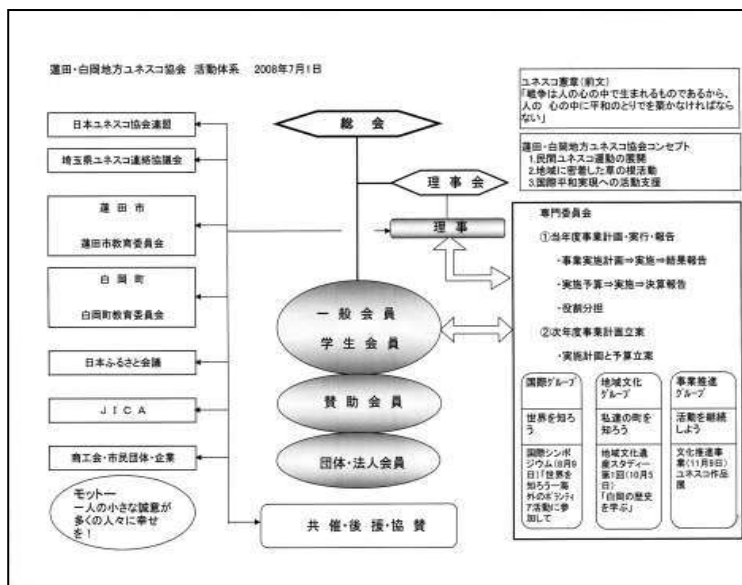 蓮田・白岡地方ユネスコ協会 活動体系 2008年7月1日
ユネスコ憲章(前文)
「戦争は人の心の中で生まれるものであるから、
人の 心の中に平和のとりでを築かなければなら
ない」
蓮田・白岡地方ユネスコ協会コンセプト
1.民間ユネスコ運動の展開
2.地域に密着した草の根活動
3.国際平和実現への活動支援
日本ユネスコ協会連盟
埼玉県ユネスコ連絡協議会
蓮 田 市
蓮田市教育委員会
白 岡 町
白岡町教育委員会
日本ふるさと会議
JICA
商工会・市民団体・企業
モットー
一人の小さな誠意が
多くの人々に幸せ
を!
総 会
理 事 会
理 事
一 般 会 員
学 生 会 員
賛 助 会 員
団体・法人会員
共 催・後 援・協 賛
専門委員会
①当年度事業計画・実行・報告
・事業実施計画⇒実施⇒結果報告
・実施予算⇒実施⇒決算報告
・役割分担
②次年度事業計画立案
・実施計画と予算立案
国際グループ
世界を知ろ
う
国際シンポ
ジウム(8月9
日)「世界を
知ろうー海
外のボランティ
ア活動に参
加して
地域文化
グループ
私達の町を
知ろう
地域文化遺
産スタディー
第1回(10月5
日)
「白岡の歴史
を学ぶ」
事業推進
グループ
活動を継続
しよう
文化推進事
業(11月9日)
ユネスコ作品
展